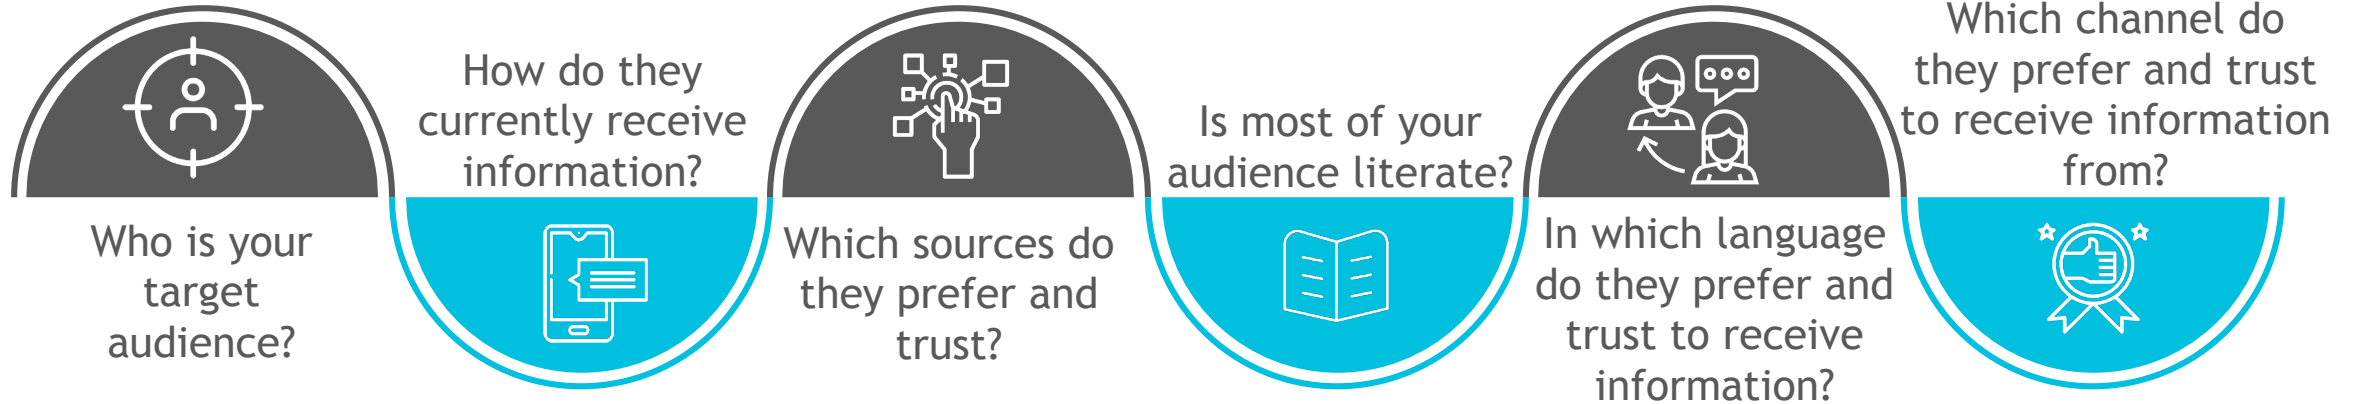 Who is your
target
audience?
How do they
currently receive
information?
Which sources do
they prefer and
trust?
Is most of your
audience literate?
In which language
do they prefer and
trust to receive
information?
Which channel do
they prefer and trust
to receive information
from?